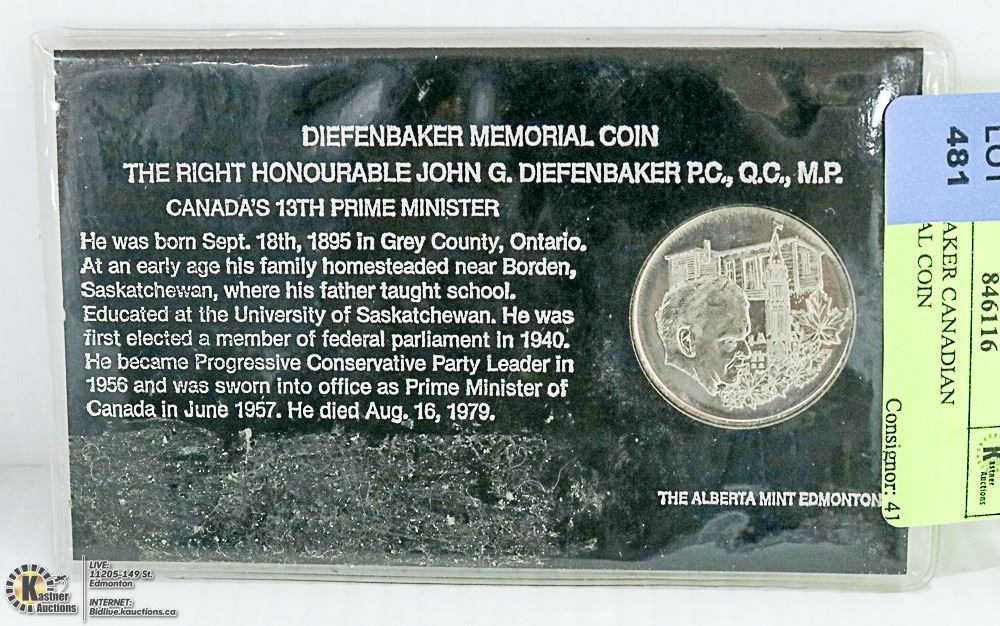 DIEFENBAKER MEMORIAL COIN
THE RIGHT HONOURABLE JOHN G. DIEFENBAKER P.C., Q.C., M.P.
CANADA'S 13TH PRIME MINISTER
He was born Sept. 18th, 1895 in Grey County, Ontario.
At an early age his family homesteaded near Borden,
Saskatchewan, where his father taught school.
Educated at the University of Saskatchewan. He was
first elected a member of federal parliament in 1940.
He became Progressive Conservative Party Leader in
1956 and was sworn into office as Prime Minister of
Canada in June 1957. He died Aug. 16, 1979.
THE ALBERTA MINT EDMONTON
LOT
481
846116
AKER CANADIAN
AL COIN
Consignor: 41
Kastner
Auctions
Kastner
Auctions
LIVE:
11205-149 St.
Edmonton
INTERNET:
Bidlive.kauctions.ca